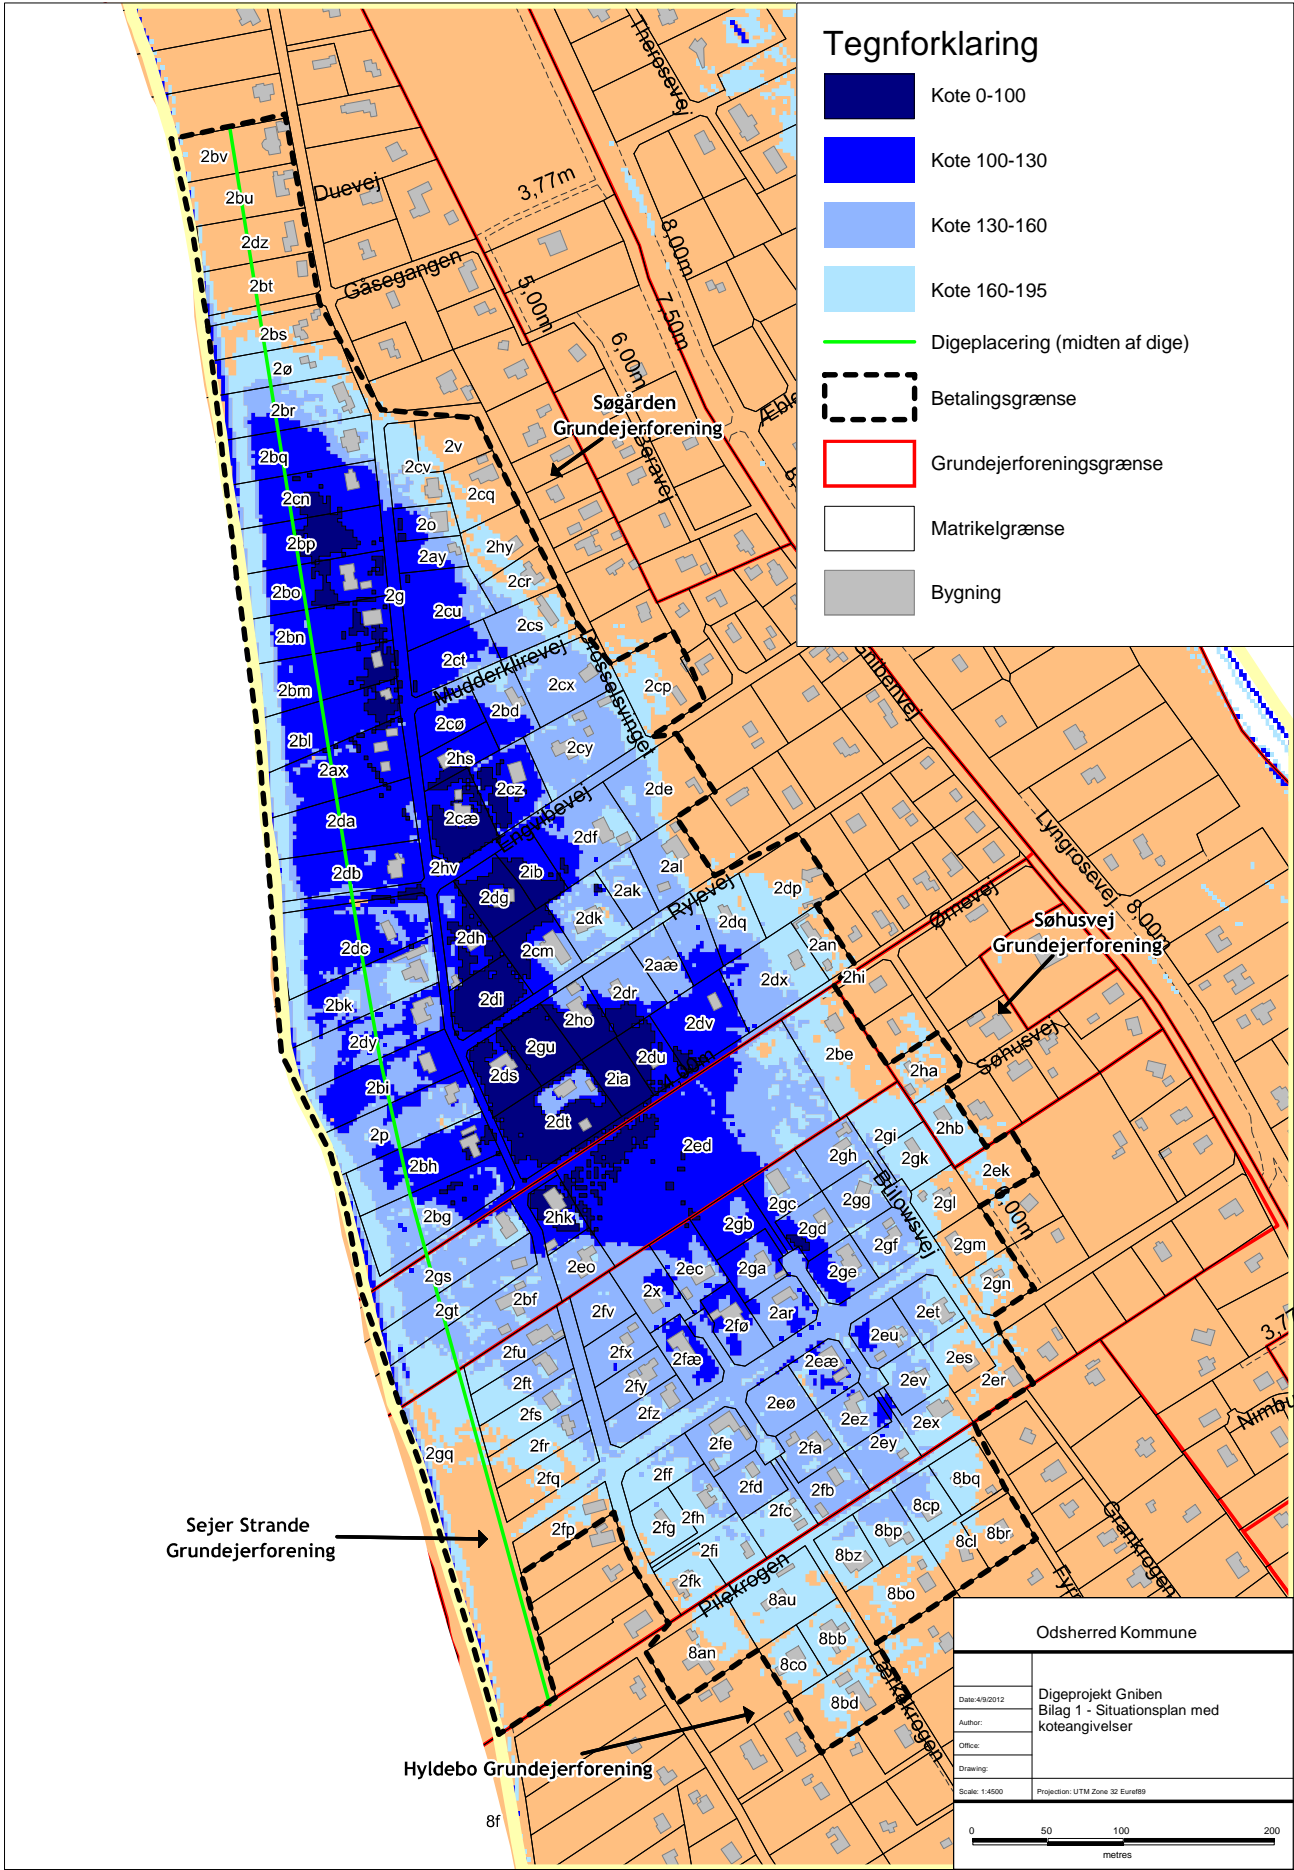 Tegnforklaring
Kote 0-100
Kote 100-130
Kote 130-160
Kote 160-195
Digeplacering (midten af dige)
Betalingsgrænse
Grundejerforeningsgrænse
Matrikelgrænse
Bygning
Therosevej
2bv
2bu
Duevej
3,77m
2dz
8,00m
2bt
Gåsegangen
5,00m
7,50m
2bs
6,00m
2ø
Søgården
Grundejerforening
2br
Beravej
2v
2bq
2cv
2cq
2cn
2o
2bp
2ay
2hy
2bo
2g
2cr
2cu
2cs
2bn
2ct
Mudderklirevej
2cx
2cp
Gnibenvej
2bm
2bd
2cø
2cy
2bl
2hs
2ax
2cz
2de
2cæ
Engvibevej
2da
2df
Lyngrosevej
2db
2hv
2ib
2al
2dg
2ak
Rylevej
2dp
2dk
2dq
Ørnevej
8,00m
Søhusvej
Grundejerforening
2dc
2dh
2cm
2an
2aæ
2dx
2hi
2bk
2di
2dr
2dy
2ho
2dv
2gu
2be
Søhusvej
2bi
2ds
2ia
2du
2ha
2dt
2p
2hb
2ed
2gi
2gh
2gk
2bh
2ek
Bülowsvej
2bg
2hk
2gc
2gg
2gl
6,00m
2gb
2gd
2gf
2gm
2gs
2eo
2ec
2ga
2ge
2gn
2gt
2bf
2fv
2x
2ar
2et
2fu
2fø
2eu
3,77
2fx
2fæ
2eæ
2es
2ft
2fy
2ev
2er
2fs
2fz
2eø
2ez
2ex
2fr
2fe
2fa
2ey
2gq
2fq
2ff
2fd
2fb
8bq
8cp
2fp
2fg
2fh
2fc
8bp
8br
Sejer Strande
Grundejerforening
2fi
8bz
8cl
Grankrogen
2fk
Pilekrogen
8au
8bo
8an
8bb
8co
8bd
Lærkekrogen
Hyldebo Grundejerforening
8f
Odsherred Kommune
Date:4/9/2012
Digeprojekt Gniben
Bilag 1 - Situationsplan med
koteangivelser
Author:
Office:
Drawing:
Scale: 1:4500
Projection: UTM Zone 32 Euref89
0 50 100 200
metres